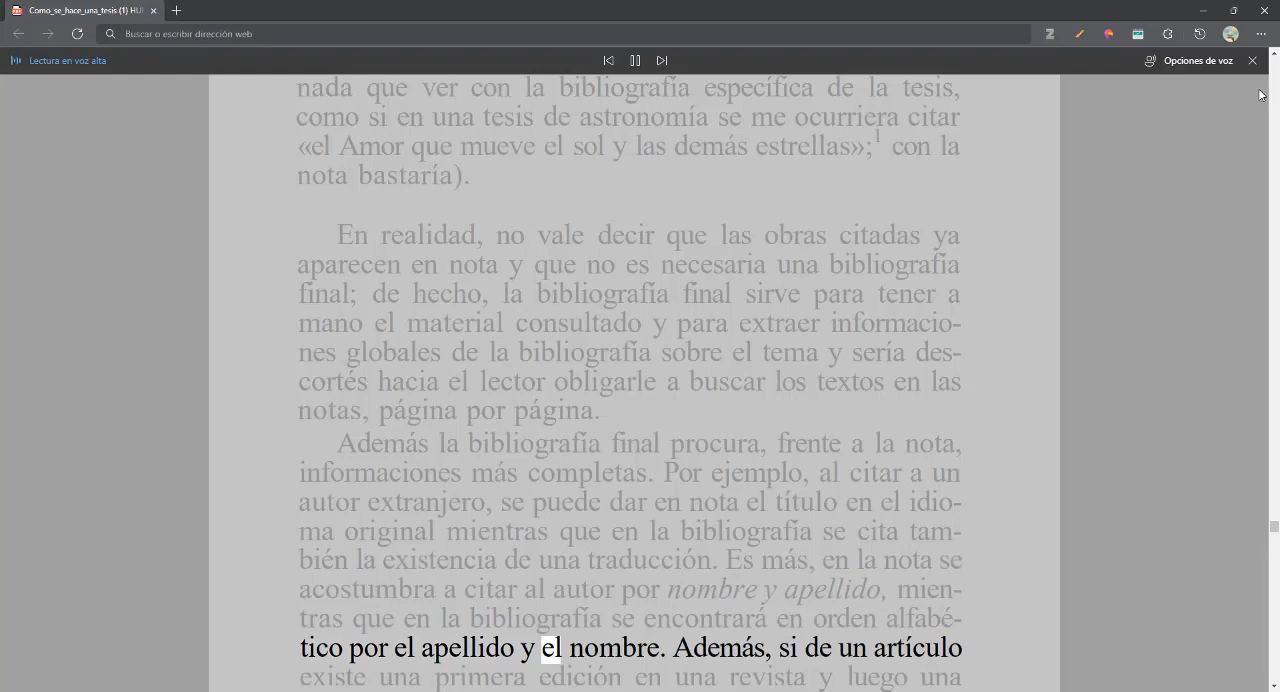 Como_se_hace_una_tesis (1) HUI
Buscar o escribir dirección web
Lectura en voz alta
Opciones de voz
nada que ver con la bibliografía específica de la tesis,
como si en una tesis de astronomía se me ocurriera citar
«el Amor que mueve el sol y las demás estrellas»;1 con la
nota bastaría).
En realidad, no vale decir que las obras citadas ya
aparecen en nota y que no es necesaria una bibliografía
final; de hecho, la bibliografía final sirve para tener a
mano el material consultado y para extraer informacio-
nes globales de la bibliografía sobre el tema y sería des-
cortés hacia el lector obligarle a buscar los textos en las
notas, página por página.
Además la bibliografía final procura, frente a la nota,
informaciones más completas. Por ejemplo, al citar a un
autor extranjero, se puede dar en nota el título en el idio-
ma original mientras que en la bibliografía se cita tam-
bién la existencia de una traducción. Es más, en la nota se
acostumbra a citar al autor por nombre y apellido, mien-
tras que en la bibliografía se encontrará en orden alfabé-
tico por el apellido y el nombre. Además, si de un artículo
existe una primera edición en una revista y luego una